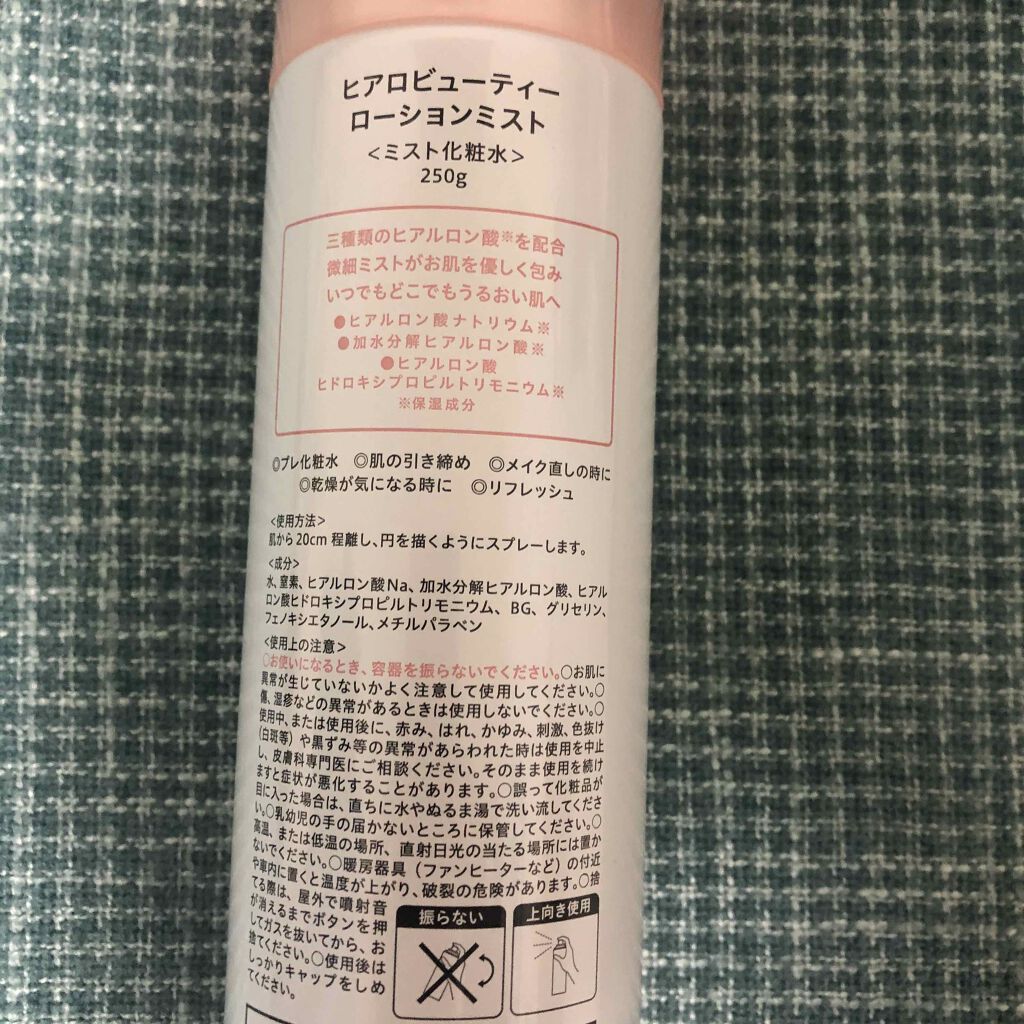 ヒアロビューティー
ローションミスト
<ミスト化粧水>
250g
三種類のヒアルロン酸※を配合
微細ミストがお肌を優しく包み
いつでもどこでもうるおい肌へ
●ヒアルロン酸ナトリウム※
●加水分解ヒアルロン酸※
●ヒアルロン酸
ヒドロキシプロピルトリモニウム※
※保湿成分
◎プレ化粧水 ◎肌の引き締め ◎メイク直しの時に
◎乾燥が気になる時に ◎リフレッシュ
<使用方法>
肌から20cm 程離し、円を描くようにスプレーします。
<成分>
水、窒素、ヒアルロン酸Na、加水分解ヒアルロン酸、ヒアル
ロン酸ヒドロキシプロピルトリモニウム、BG、グリセリン、
フェノキシエタノール、メチルパラベン
<使用上の注意>
○お使いになるとき、容器を振らないでください。○お肌に
異常が生じていないかよく注意して使用してください。○
傷、湿疹などの異常があるときは使用しないでください。○
使用中、または使用後に、赤み、はれ、かゆみ、刺激、色抜け
(白斑等)や黒ずみ等の異常があらわれた時は使用を中止
し、皮膚科専門医にご相談ください。そのまま使用を続け
ますと症状が悪化することがあります。○誤って化粧品が
目に入った場合は、直ちに水やぬるま湯で洗い流してくださ
い。○乳幼児の手の届かないところに保管してください。○
高温、または低温の場所、直射日光の当たる場所には置か
ないでください。○暖房器具(ファンヒーターなど)の付近
や車内に置くと温度が上がり、破裂の危険があります。○捨
てる際は、屋外で噴射音
が消えるまでボタンを押
してガスを抜いてから、お
捨てください。○使用後は
しっかりキャップをしめ
てください。
振らない
上向き使用